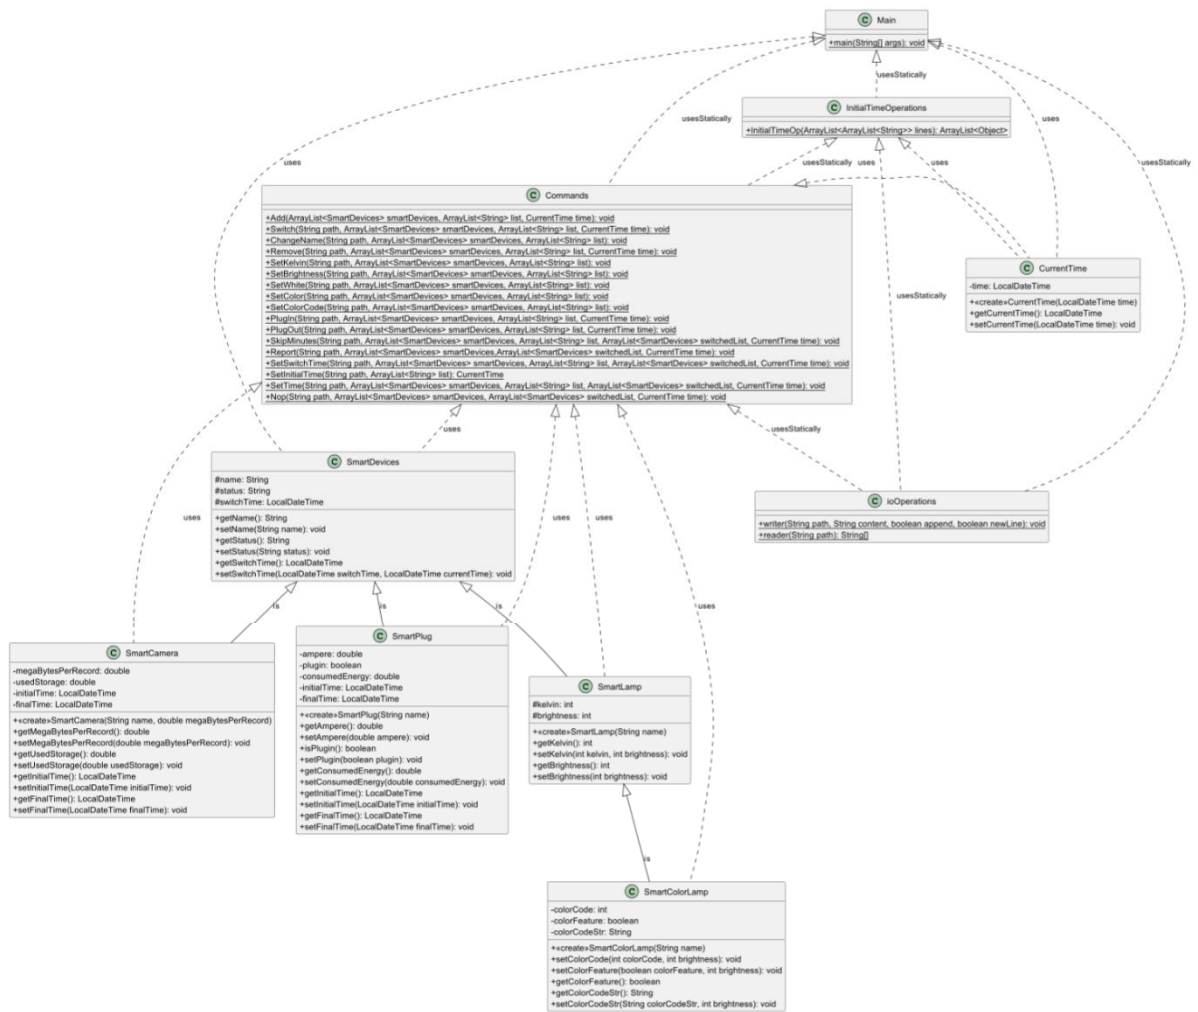 C Main
+main(String[] args): void
usesStatically
C InitialTimeOperations
+InitialTimeOp(ArrayList<ArrayList<String>> lines): ArrayList<Object>
usesStatically
uses
usesStatically
uses
usesStatically
uses
uses
C Commands
+Add(ArrayList<SmartDevices> smartDevices, ArrayList<String> list, CurrentTime time): void
+Switch(String path, ArrayList<SmartDevices> smartDevices, ArrayList<String> list, CurrentTime time): void
+ChangeName(String path, ArrayList<SmartDevices> smartDevices, ArrayList<String> list): void
+Remove(String path, ArrayList<SmartDevices> smartDevices, ArrayList<String> list, CurrentTime time): void
+SetKelvin(String path, ArrayList<SmartDevices> smartDevices, ArrayList<String> list): void
+SetBrightness(String path, ArrayList<SmartDevices> smartDevices, ArrayList<String> list): void
+SetWhite(String path, ArrayList<SmartDevices> smartDevices, ArrayList<String> list): void
+SetColor(String path, ArrayList<SmartDevices> smartDevices, ArrayList<String> list): void
+SetColorCode(String path, ArrayList<SmartDevices> smartDevices, ArrayList<String> list): void
+PlugIn(String path, ArrayList<SmartDevices> smartDevices, ArrayList<String> list, CurrentTime time): void
+PlugOut(String path, ArrayList<SmartDevices> smartDevices, ArrayList<String> list, CurrentTime time): void
+SkipMinutes(String path, ArrayList<SmartDevices> smartDevices, ArrayList<String> list, ArrayList<SmartDevices> switchedList, CurrentTime time): void
+Report(String path, ArrayList<SmartDevices> smartDevices,ArrayList<SmartDevices> switchedList, CurrentTime time): void
+SetSwitchTime(String path, ArrayList<SmartDevices> smartDevices, ArrayList<String> list, ArrayList<SmartDevices> switchedList, CurrentTime time): void
+SetInitialTime(String path, ArrayList<String> list): CurrentTime
+SetTime(String path, ArrayList<SmartDevices> smartDevices, ArrayList<String> list, ArrayList<SmartDevices> switchedList, CurrentTime time): void
+Nop(String path, ArrayList<SmartDevices> smartDevices, ArrayList<SmartDevices> switchedList, CurrentTime time): void
C CurrentTime
-time: LocalDateTime
+«create»CurrentTime(LocalDateTime time)
+getCurrentTime(): LocalDateTime
+setCurrentTime(LocalDateTime time): void
usesStatically
uses
usesStatically
C SmartDevices
#name: String
#status: String
#switchTime: LocalDateTime
+getName(): String
+setName(String name): void
+getStatus(): String
+setStatus(String status): void
+getSwitchTime(): LocalDateTime
+setSwitchTime(LocalDateTime switchTime, LocalDateTime currentTime): void
C ioOperations
+writer(String path, String content, boolean append, boolean newLine): void
+reader(String path): String[]
uses
uses
uses
uses
is
is
is
C SmartCamera
-megaBytesPerRecord: double
-usedStorage: double
-initialTime: LocalDateTime
-finalTime: LocalDateTime
+«create»SmartCamera(String name, double megaBytesPerRecord)
+getMegaBytesPerRecord(): double
+setMegaBytesPerRecord(double megaBytesPerRecord): void
+getUsedStorage(): double
+setUsedStorage(double usedStorage): void
+getInitialTime(): LocalDateTime
+setInitialTime(LocalDateTime initialTime): void
+getFinalTime(): LocalDateTime
+setFinalTime(LocalDateTime finalTime): void
C SmartPlug
-ampere: double
-plugin: boolean
-consumedEnergy: double
-initialTime: LocalDateTime
-finalTime: LocalDateTime
+«create»SmartPlug(String name)
+getAmpere(): double
+setAmpere(double ampere): void
+isPlugin(): boolean
+setPlugin(boolean plugin): void
+getConsumedEnergy(): double
+setConsumedEnergy(double consumedEnergy): void
+getInitialTime(): LocalDateTime
+setInitialTime(LocalDateTime initialTime): void
+getFinalTime(): LocalDateTime
+setFinalTime(LocalDateTime finalTime): void
C SmartLamp
#kelvin: int
#brightness: int
+«create»SmartLamp(String name)
+getKelvin(): int
+setKelvin(int kelvin, int brightness): void
+getBrightness(): int
+setBrightness(int brightness): void
is
C SmartColorLamp
-colorCode: int
-colorFeature: boolean
-colorCodeStr: String
+«create»SmartColorLamp(String name)
+setColorCode(int colorCode, int brightness): void
+setColorFeature(boolean colorFeature, int brightness): void
+getColorFeature(): boolean
+getColorCodeStr(): String
+setColorCodeStr(String colorCodeStr, int brightness): void